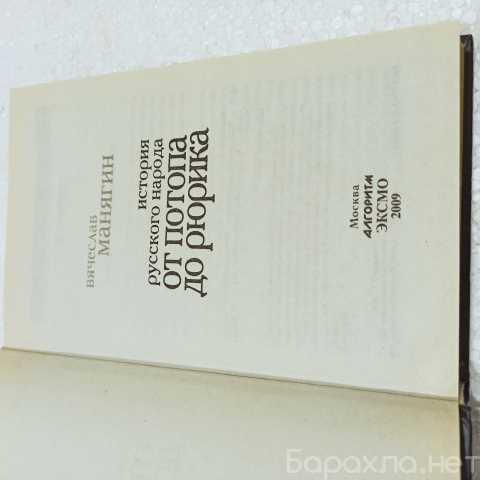 Вячеслав
МАНЯГИН
история
русского народа
от потопа
до рюрика
Москва
АЛГОРИТМ
ЭКСМО
2009
Барахла.нет